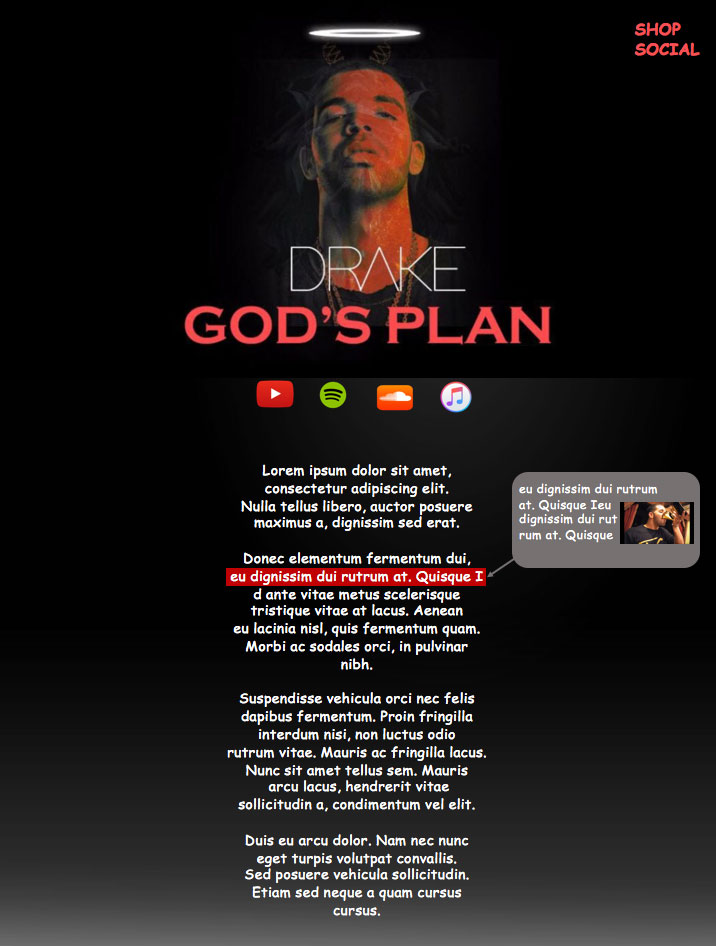 SHOP
SOCIAL
DRAKE
GOD'S PLAN
Lorem ipsum dolor sit amet,
consectetur adipiscing elit.
Nulla tellus libero, auctor posuere
maximus a, dignissim sed erat.
Donec elementum fermentum dui,
eu dignissim dui rutrum at. Quisque I
d ante vitae metus scelerisque
tristique vitae at lacus. Aenean
eu lacinia nisl, quis fermentum quam.
Morbi ac sodales orci, in pulvinar
nibh.
eu dignissim dui rutrum
at. Quisque Ieu
dignissim dui rut
rum at. Quisque
Suspendisse vehicula orci nec felis
dapibus fermentum. Proin fringilla
interdum nisi, non luctus odio
rutrum vitae. Mauris ac fringilla lacus.
Nunc sit amet tellus sem. Mauris
arcu lacus, hendrerit vitae
sollicitudin a, condimentum vel elit.
Duis eu arcu dolor. Nam nec nunc
eget turpis volutpat convallis.
Sed posuere vehicula sollicitudin.
Etiam sed neque a quam cursus
cursus.